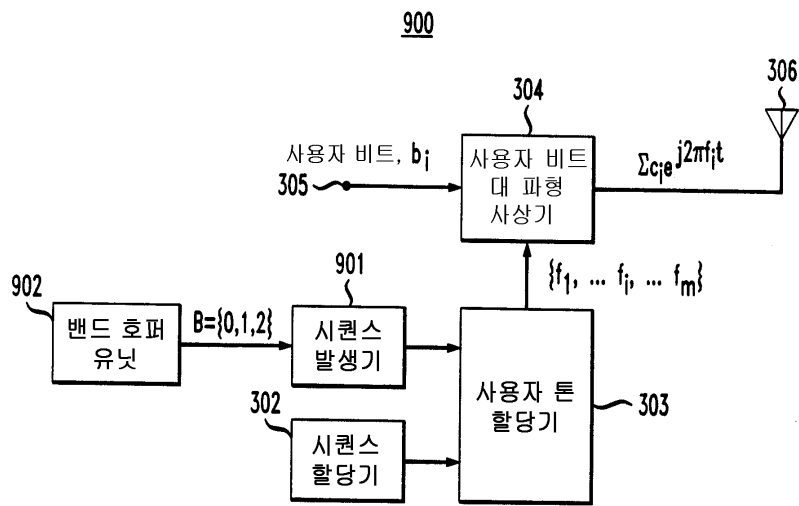 900
306
304
사용자 비트, bᵢ
305
사용자 비트
대 파형
사상기
Σcᵢe^j2πfᵢt
{f₁, ... fᵢ, ... fₘ}
902
901
밴드 호퍼
유닛
B={0,1,2}
시퀀스
발생기
302
시퀀스
할당기
사용자 톤
할당기
303